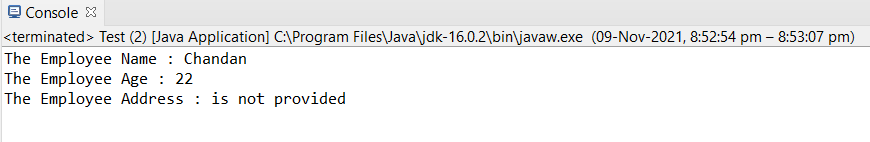 Console
<terminated> Test (2) [Java Application] C:\Program Files\Java\jdk-16.0.2\bin\javaw.exe (09-Nov-2021, 8:52:54 pm – 8:53:07 pm)
The Employee Name : Chandan
The Employee Age : 22
The Employee Address : is not provided